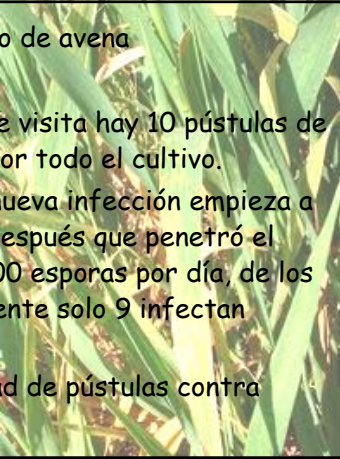 o de avena
e visita hay 10 pústulas de
or todo el cultivo.
nueva infección empieza a
después que penetró el
00 esporas por día, de los
ente solo 9 infectan
ad de pústulas contra